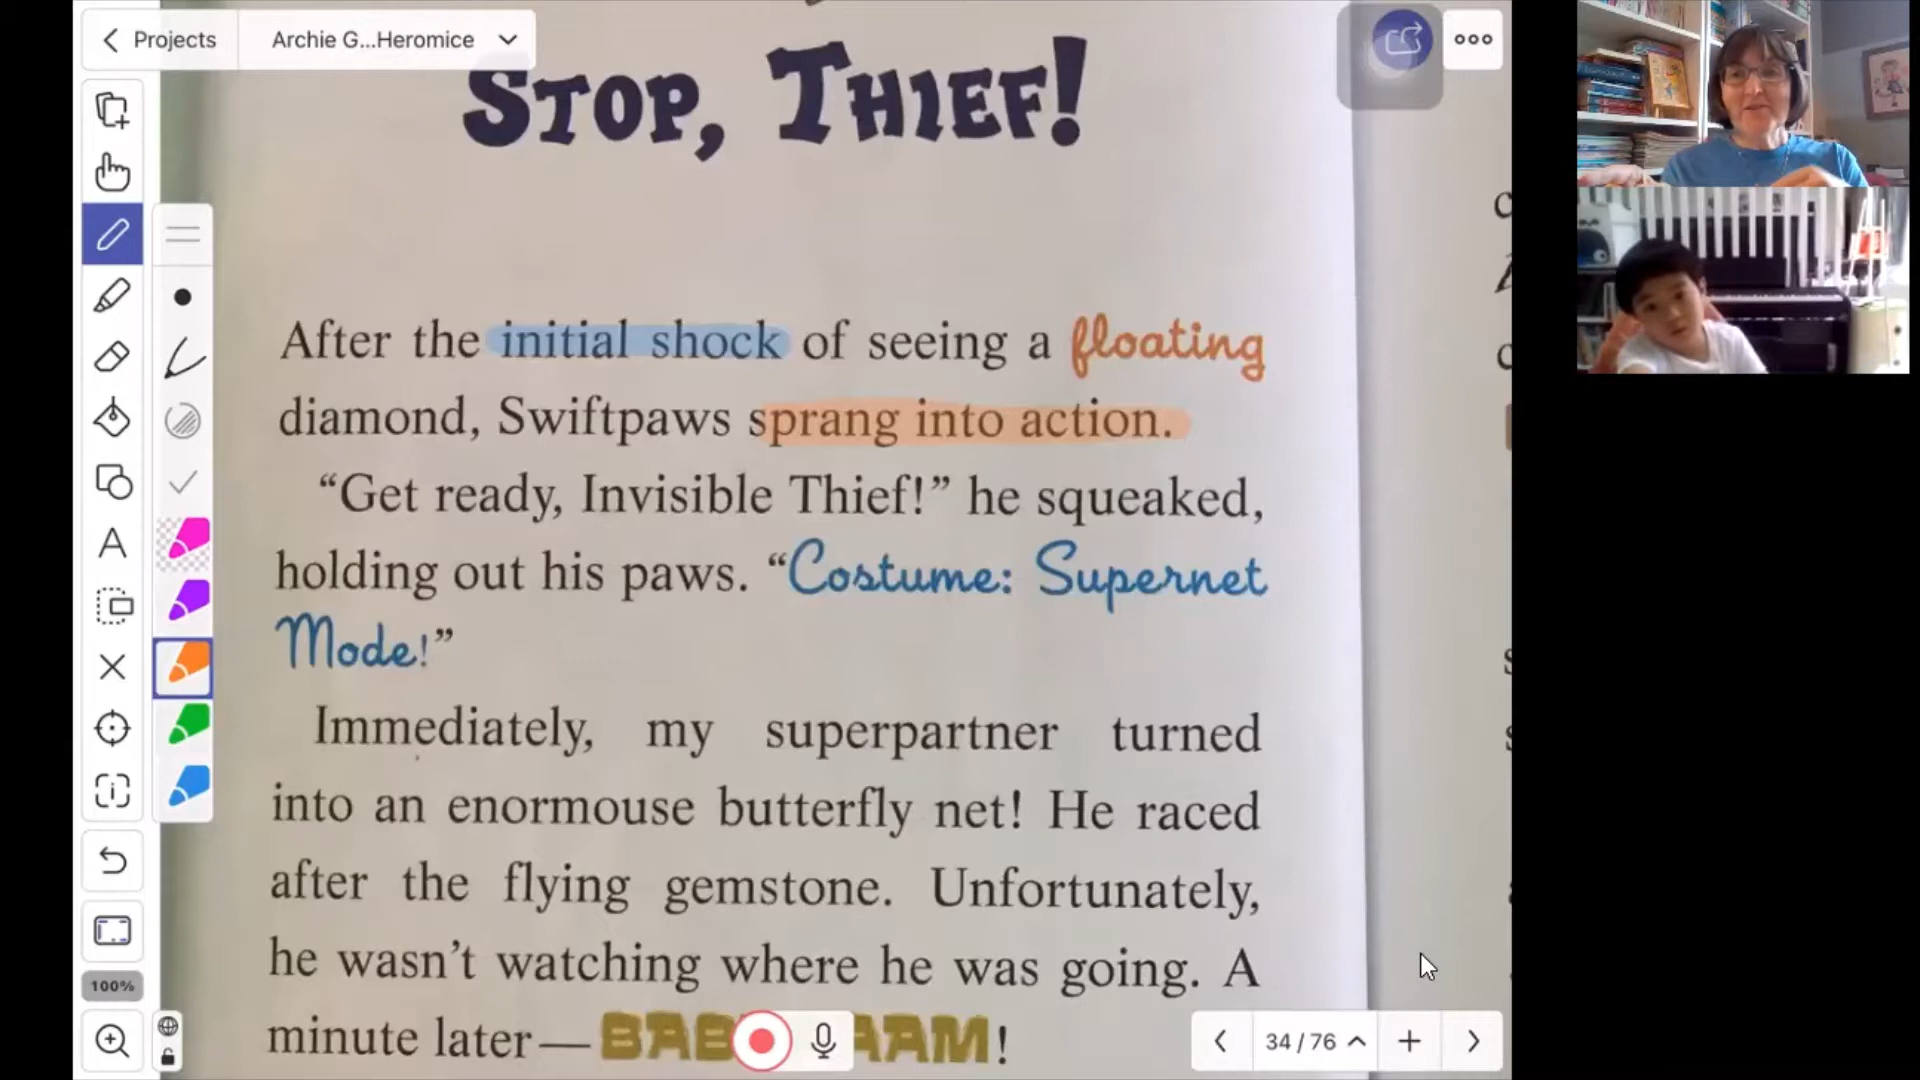 Projects
Archie G...Heromice
STOP, THIEF!
After the initial shock of seeing a floating
diamond, Swiftpaws sprang into action.
“Get ready, Invisible Thief!” he squeaked,
holding out his paws. “Costume: Supernet
Mode!”
Immediately, my superpartner turned
into an enormouse butterfly net! He raced
after the flying gemstone. Unfortunately,
he wasn’t watching where he was going. A
minute later—
100%
34 / 76